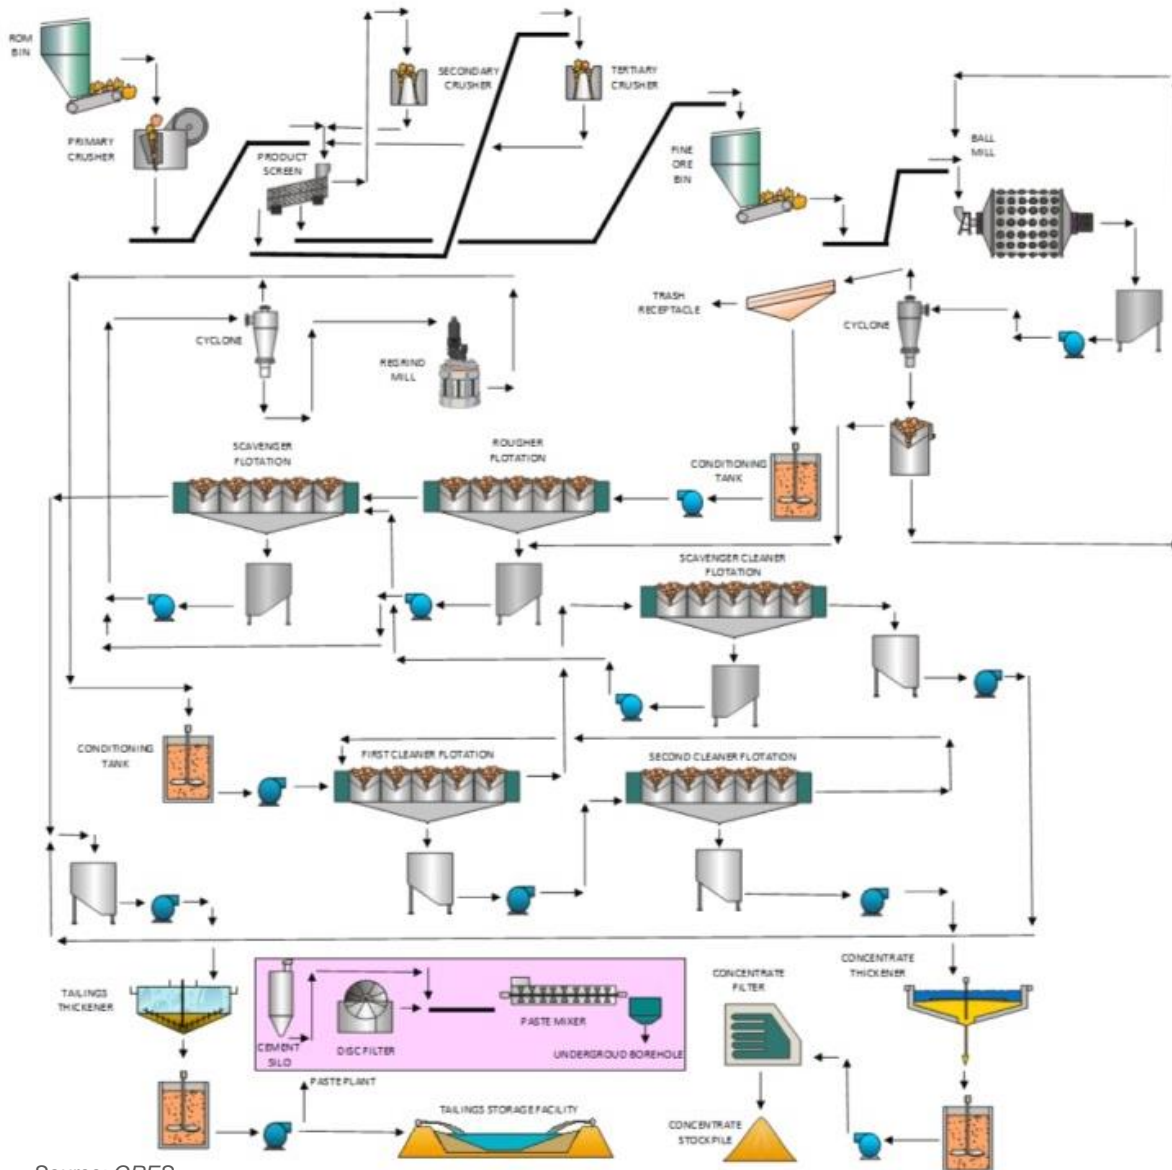 ROM
BIN
PRIMARY
CRUSHER
PRODUCT
SCREEN
SECONDARY
CRUSHER
TERTIARY
CRUSHER
FINE
ORE
BIN
BALL
MILL
TRASH
RECEPTACLE
CYCLONE
CYCLONE
REGRIND
MILL
SCAVENGER
FLOTATION
ROUGHER
FLOTATION
CONDITIONING
TANK
SCAVENGER CLEANER
FLOTATION
CONDITIONING
TANK
FIRST CLEANER FLOTATION
SECOND CLEANER FLOTATION
TAILINGS
THICKENER
CEMENT
SILO
DISC FILTER
PASTE MIXER
UNDERGROUD BOREHOLE
CONCENTRATE
FILTER
CONCENTRATE
THICKENER
PASTE PLANT
TAILINGS STORAGE FACILITY
CONCENTRATE
STOCKPILE